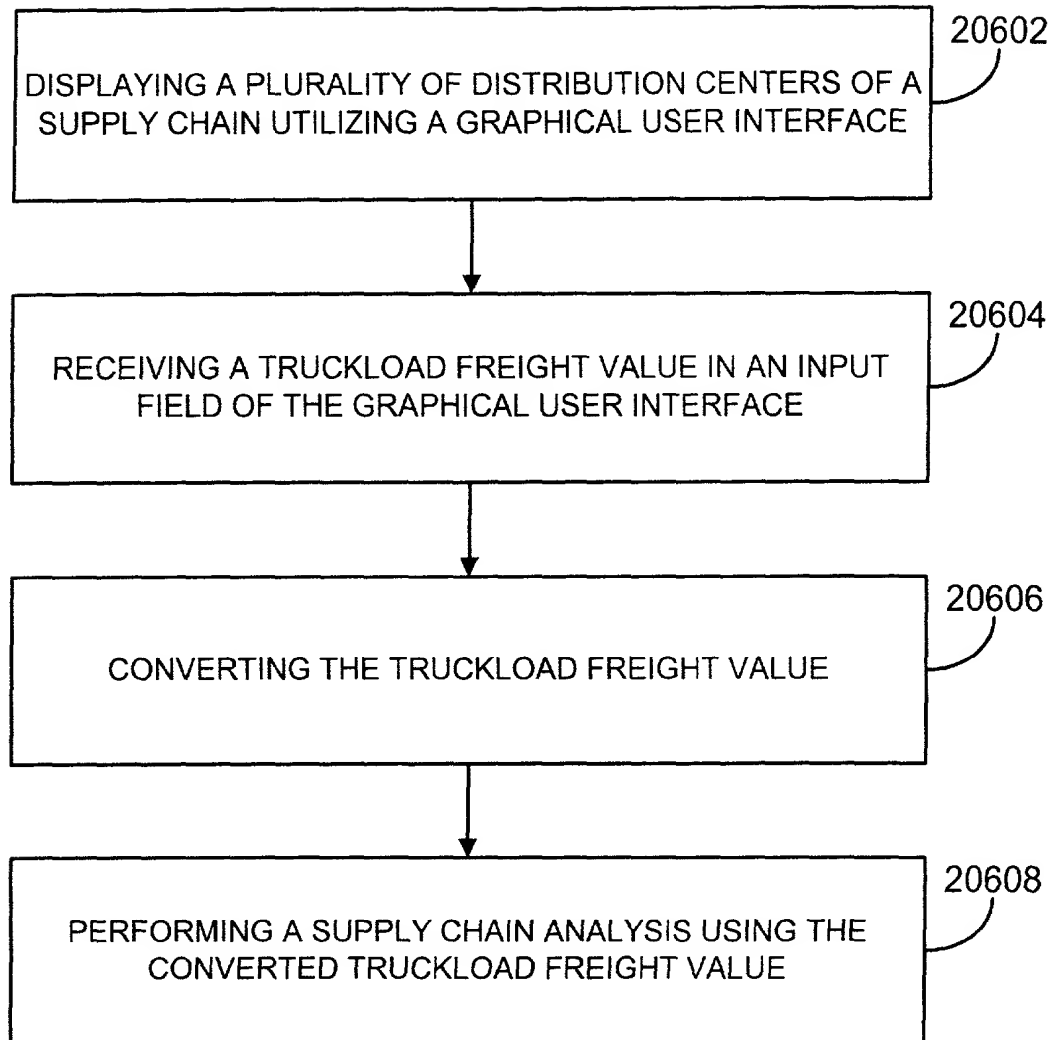 20602
DISPLAYING A PLURALITY OF DISTRIBUTION CENTERS OF A
SUPPLY CHAIN UTILIZING A GRAPHICAL USER INTERFACE
20604
RECEIVING A TRUCKLOAD FREIGHT VALUE IN AN INPUT
FIELD OF THE GRAPHICAL USER INTERFACE
20606
CONVERTING THE TRUCKLOAD FREIGHT VALUE
20608
PERFORMING A SUPPLY CHAIN ANALYSIS USING THE
CONVERTED TRUCKLOAD FREIGHT VALUE